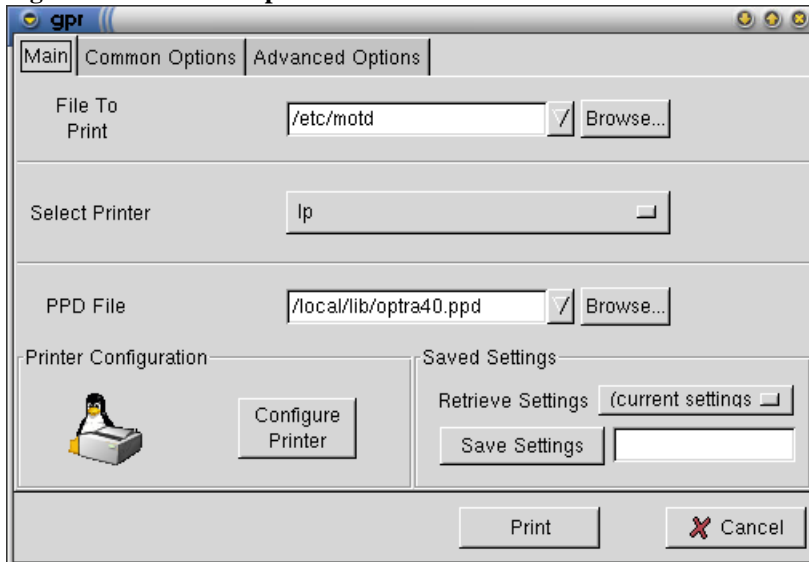 gpr
Main Common Options Advanced Options
File To
Print
/etc/motd
Browse...
Select Printer
lp
PPD File
/local/lib/optra40.ppd
Browse...
Printer Configuration
Configure
Printer
Saved Settings
Retrieve Settings
(current settings
Save Settings
Print
Cancel